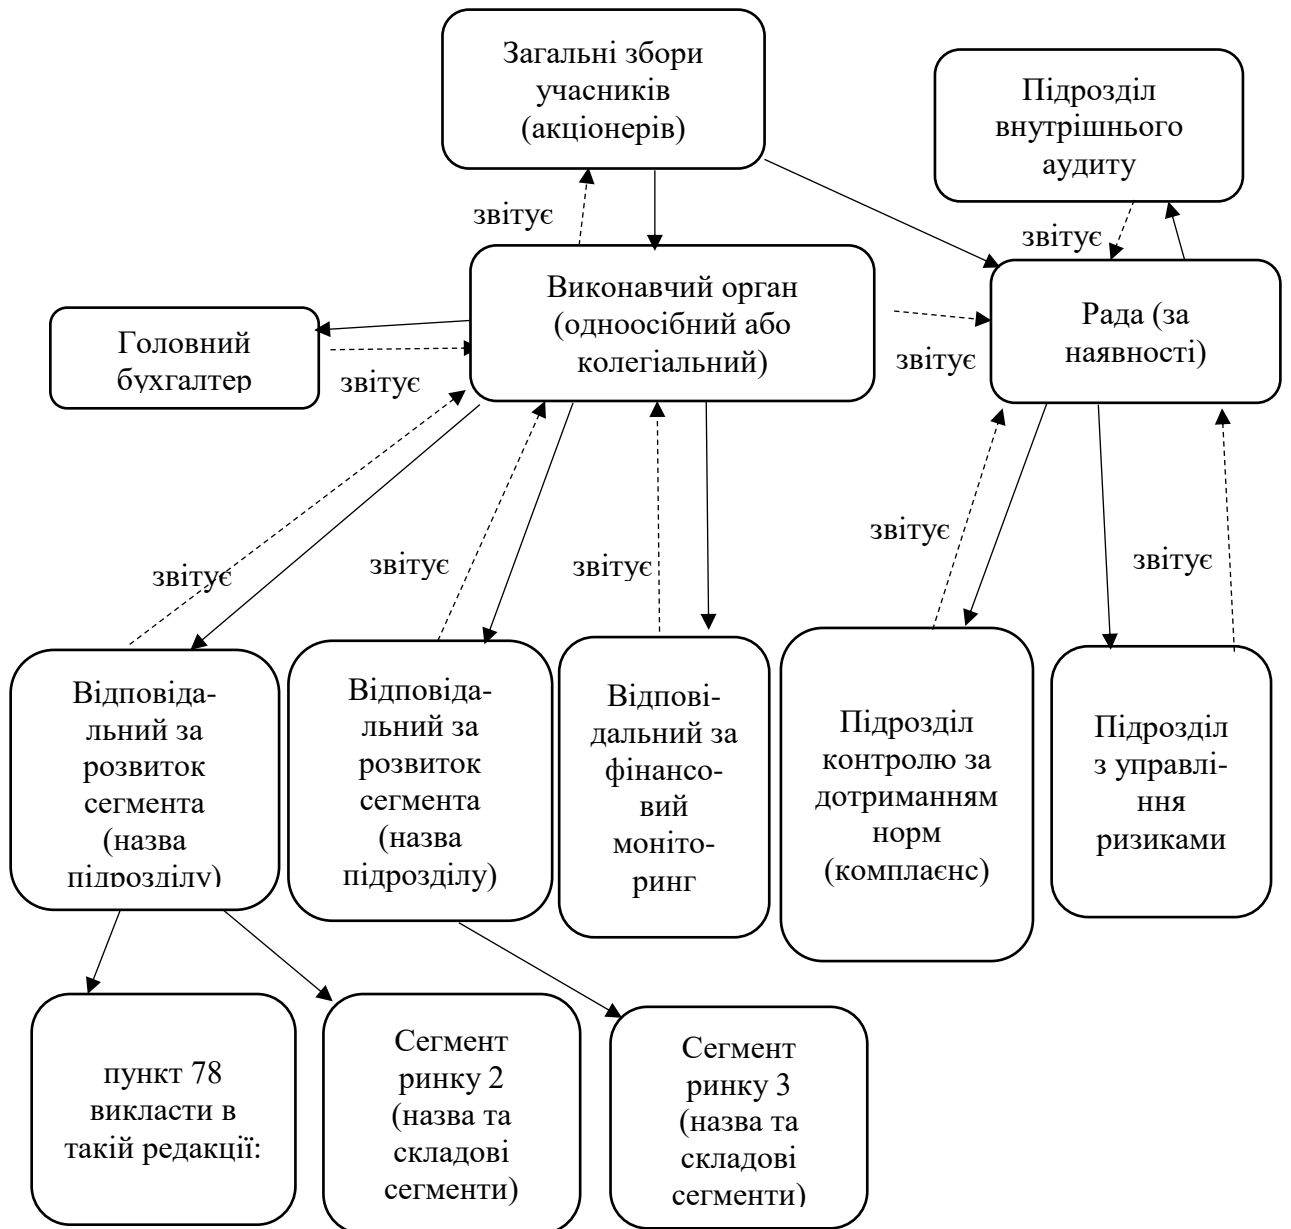 Загальні збори
учасників
(акціонерів)
Підрозділ
внутрішнього
аудиту
звітує
звітує
Виконавчий орган
(одноосібний або
колегіальний)
Рада (за
наявності)
Головний
бухгалтер
звітує
звітує
звітує
звітує
звітує
звітує
звітує
Відповіда-
льний за
розвиток
сегмента
(назва
підрозділу)
Відповіда-
льний за
розвиток
сегмента
(назва
підрозділу)
Відпові-
дальний за
фінансо-
вий
моніто-
ринг
Підрозділ
контролю за
дотриманням
норм
(комплаєнс)
Підрозділ
з управлі-
ння
ризиками
пункт 78
викласти в
такій редакції:
Сегмент
ринку 2
(назва та
складові
сегменти)
Сегмент
ринку 3
(назва та
складові
сегменти)